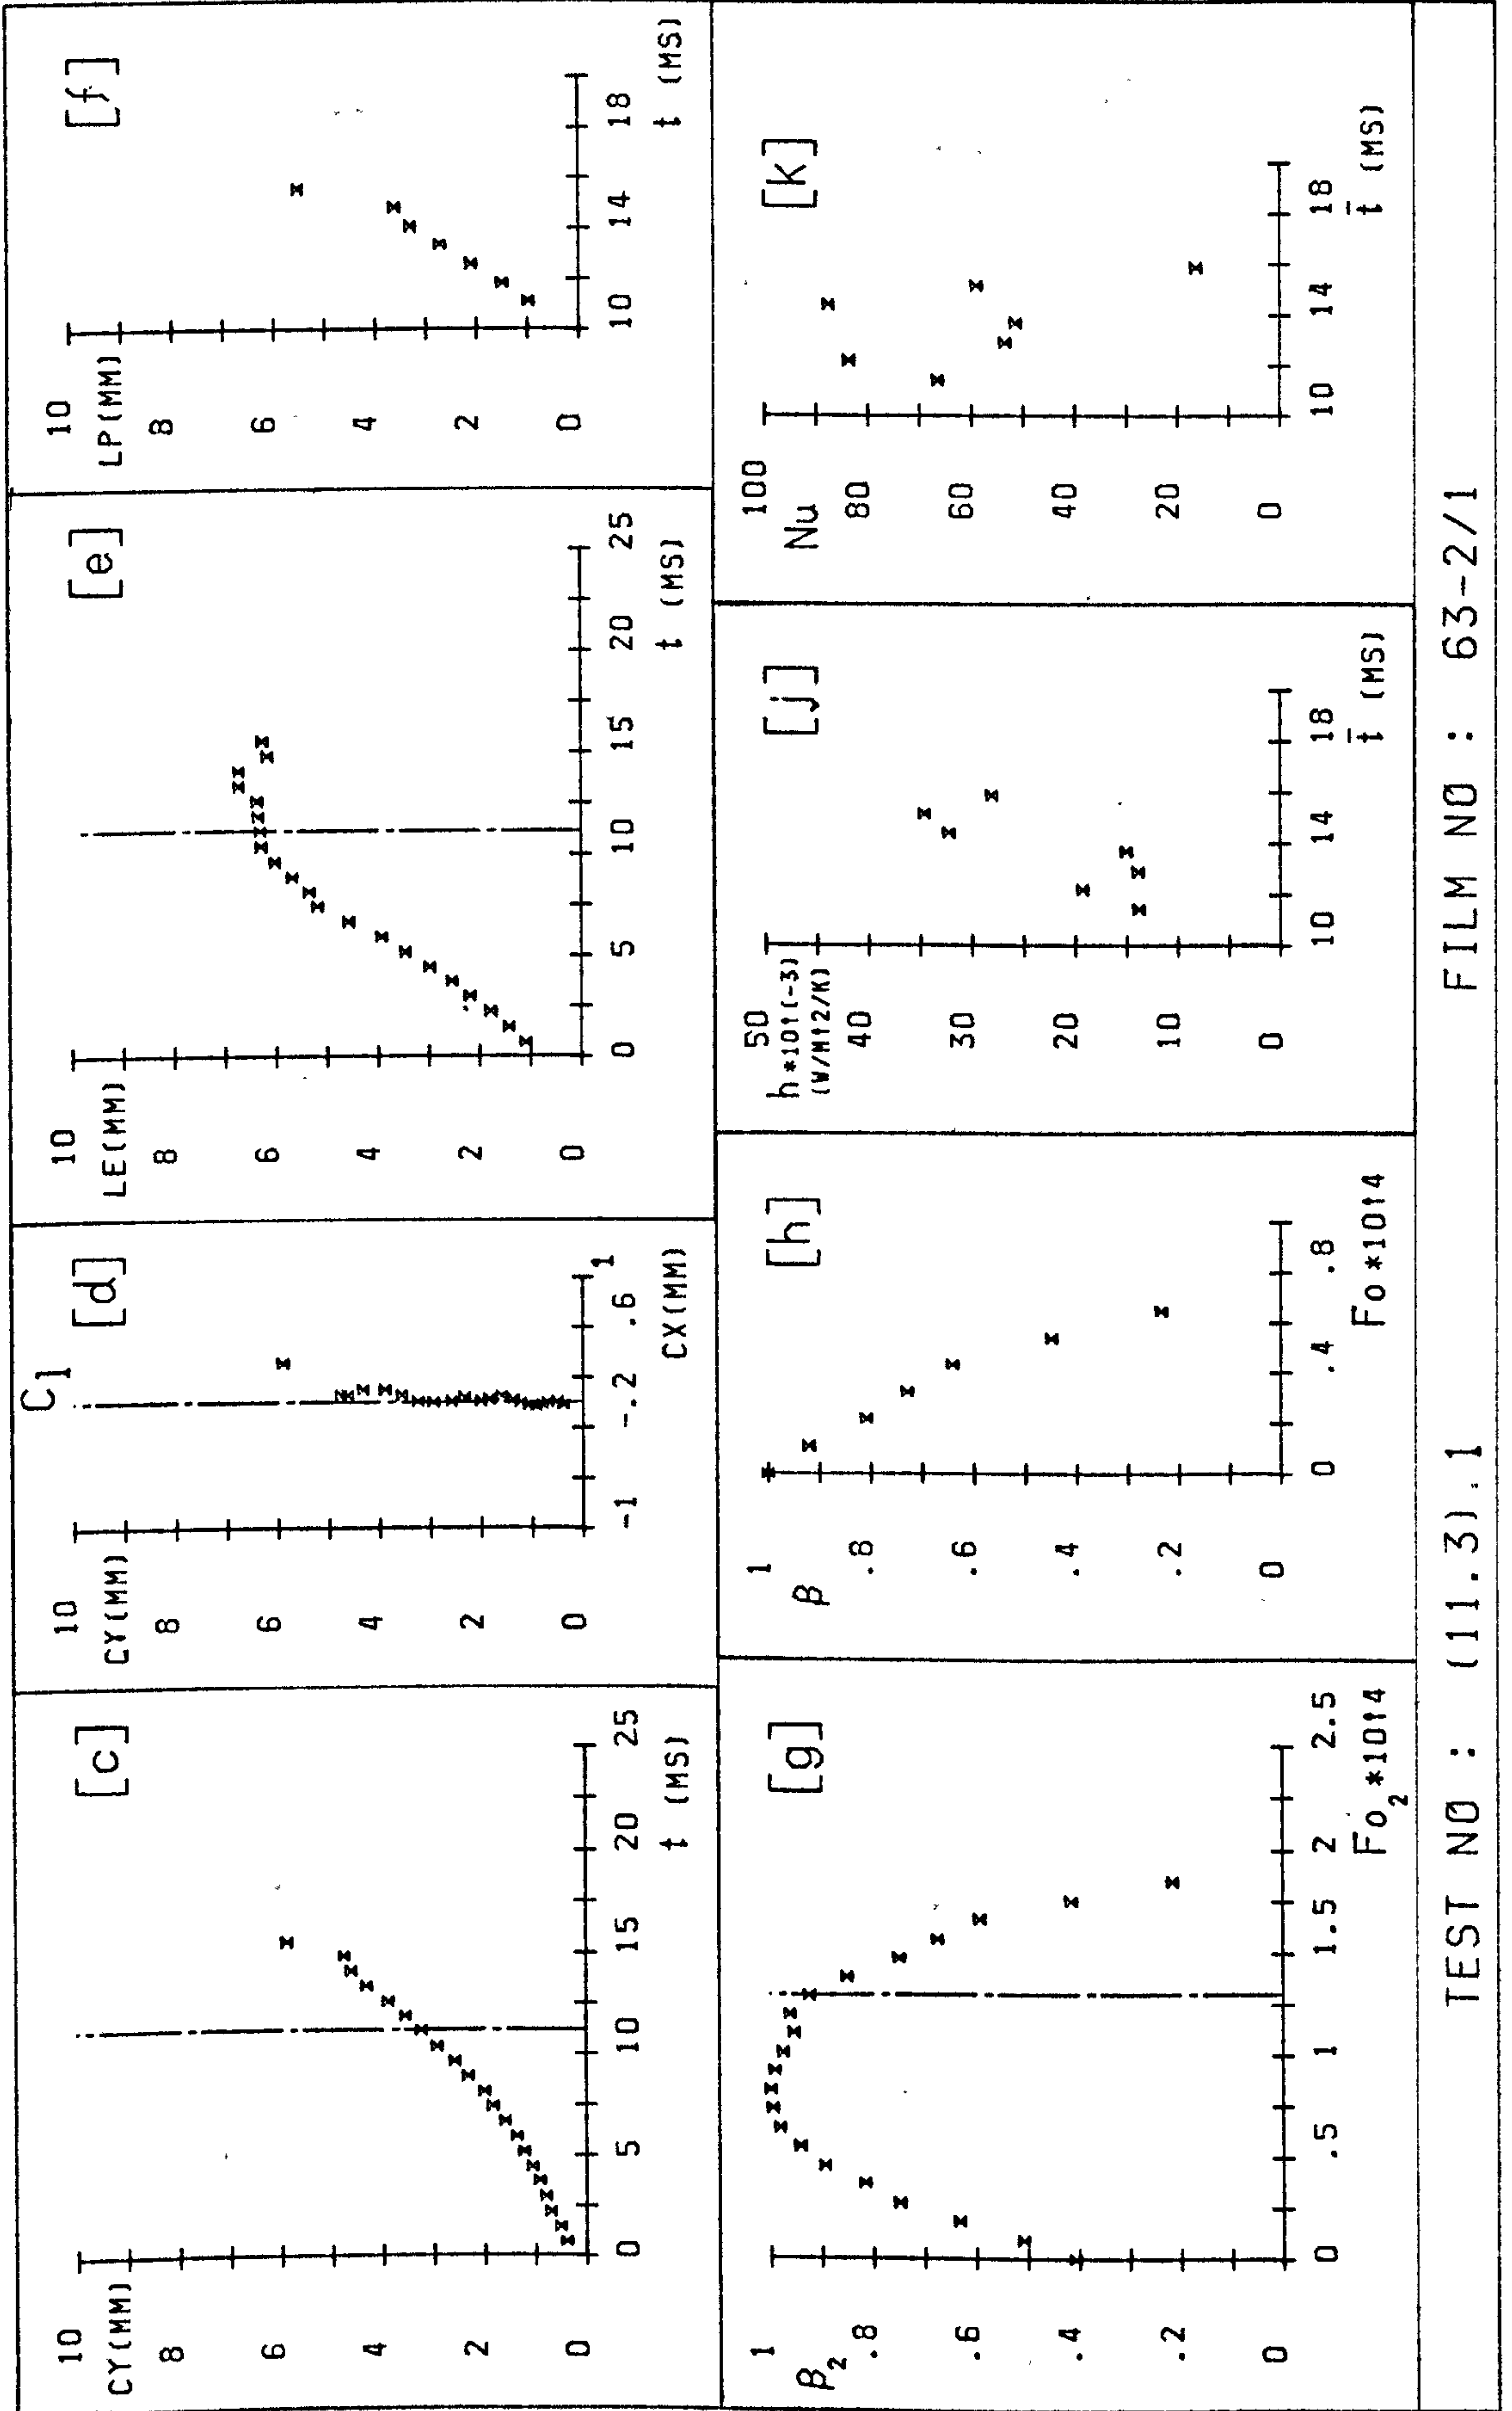 [c]
10
CY(MM)
8
6
4
2
0
0 5 10 15 20 25
t (MS)
C1
[d]
10
CY(MM)
8
6
4
2
0
-1 -.2 .6 1
CX(MM)
[e]
10
LE(MM)
8
6
4
2
0
0 5 10 15 20 25
t (MS)
[f]
10
LP(MM)
8
6
4
2
0
10 14 18
t (MS)
[g]
1
β2
.8
.6
.4
.2
0
0 .5 1 1.5 2 2.5
Fo2*10↑4
[h]
1
β
.8
.6
.4
.2
0
0 .4 .8
Fo*10↑4
[j]
50
h*10↑(-3)
(W/M↑2/K)
40
30
20
10
0
10 14 18
t̄ (MS)
[k]
100
Nu
80
60
40
20
0
10 14 18
t̄ (MS)
TEST NO : (11.3).1 FILM NO : 63-2/1